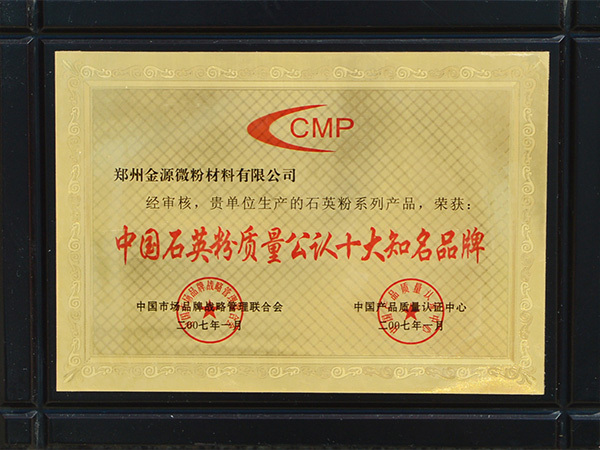 CMP
郑州金源微粉材料有限公司
经审核，贵单位生产的石英粉系列产品，荣获：
中国石英粉质量公认十大知名品牌
中国市场品牌战略管理联合会
中国产品质量认证中心
二00七年一月
二00七年一月